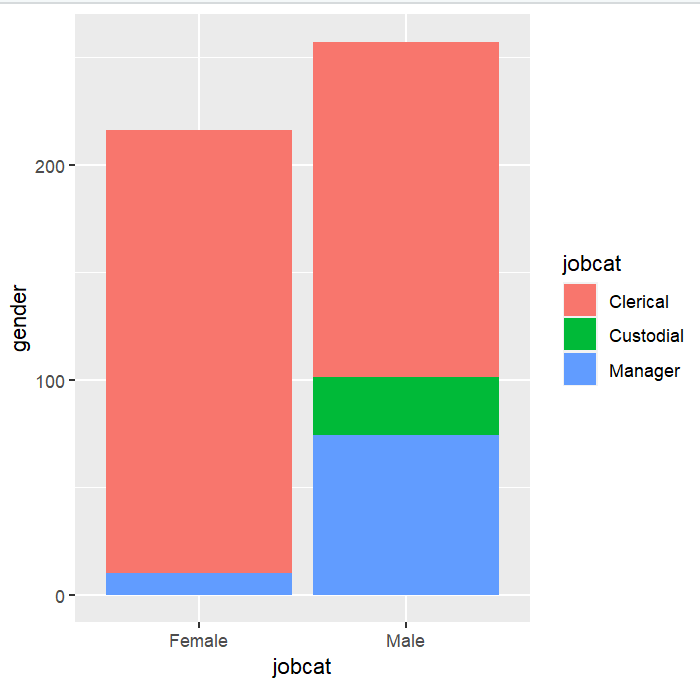 200
100
0
gender
Female
Male
jobcat
jobcat
Clerical
Custodial
Manager